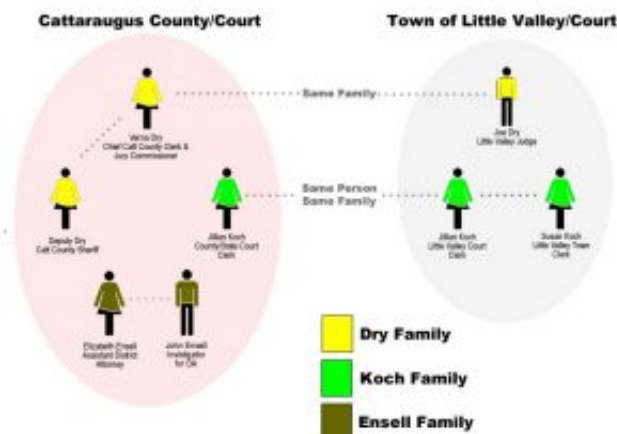 Cattaraugus County/Court
Town of Little Valley/Court
Same Family
Verna Dry
Chief Catt County Clerk &
Jury Commissioner
Joe Dry
Little Valley Judge
Same Person
Same Family
Deputy Dry
Catt County Sheriff
Jillian Koch
County/State Court
Clerk
Jillian Koch
Little Valley Court
Clerk
Susan Koch
Little Valley Town
Clerk
Elizabeth Ensell
Assistant District
Attorney
John Ensell
Investigator
for DA
Dry Family
Koch Family
Ensell Family